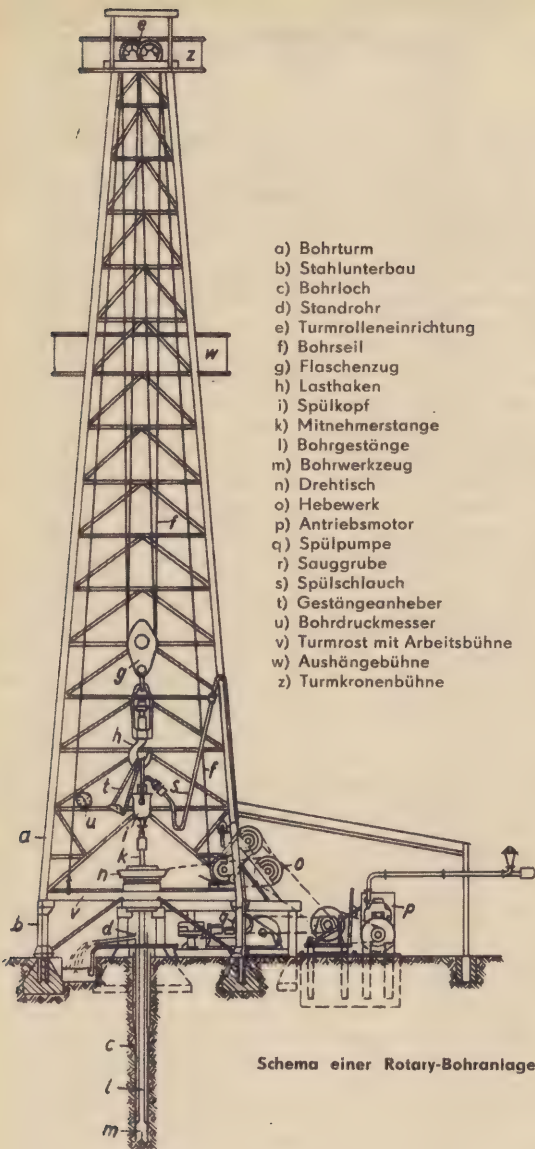 e
z
w
f
g
h
t
s
f
u
a
k
n
o
v
b
d
q
p
c
l
m
a) Bohrturm
b) Stahlunterbau
c) Bohrloch
d) Standrohr
e) Turmrolleneinrichtung
f) Bohrseil
g) Flaschenzug
h) Lasthaken
i) Spülkopf
k) Mitnehmerstange
l) Bohrgestänge
m) Bohrwerkzeug
n) Drehtisch
o) Hebewerk
p) Antriebsmotor
q) Spülpumpe
r) Sauggrube
s) Spülschlauch
t) Gestängeanheber
u) Bohrdruckmesser
v) Turmrost mit Arbeitsbühne
w) Aushängebühne
z) Turmkronenbühne
Schema einer Rotary-Bohranlage